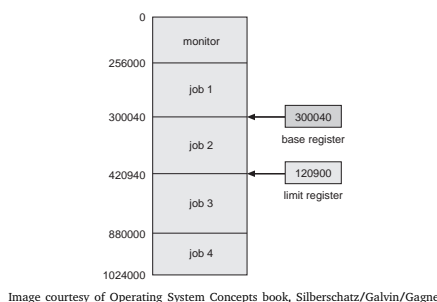 0
monitor
256000
job 1
300040
300040
base register
job 2
420940
120900
limit register
job 3
880000
job 4
1024000
Image courtesy of Operating System Concepts book, Silberschatz/Galvin/Gagne